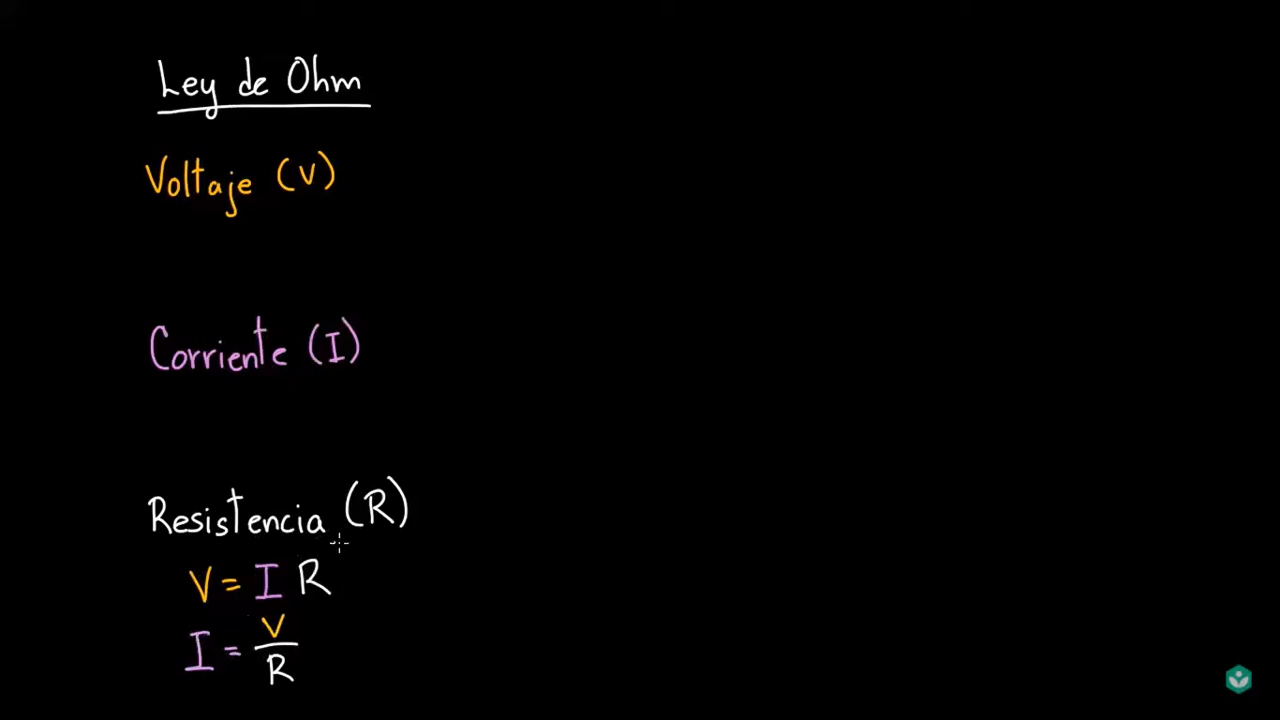 Ley de Ohm
Voltaje (V)
Corriente (I)
Resistencia (R)
V = I R
I = V/R